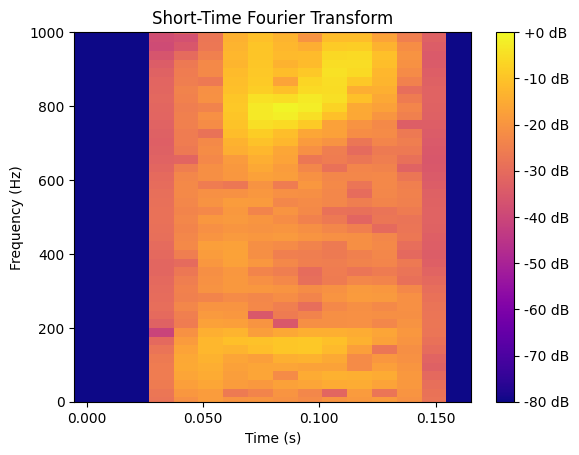 Short-Time Fourier Transform
1000
800
600
400
200
0
Frequency (Hz)
0.000
0.050
0.100
0.150
Time (s)
+0 dB
-10 dB
-20 dB
-30 dB
-40 dB
-50 dB
-60 dB
-70 dB
-80 dB